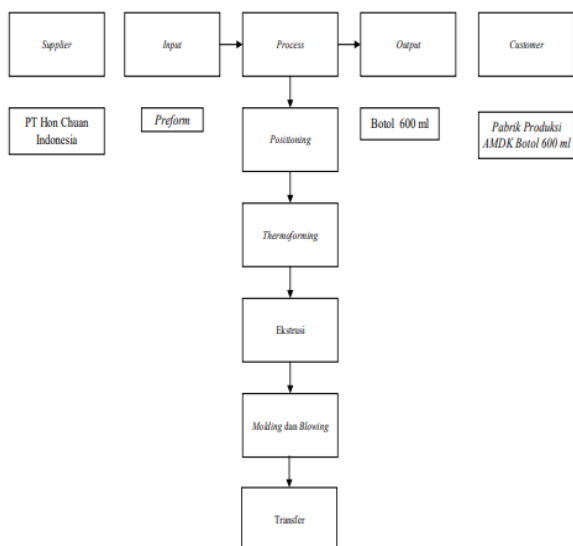 Supplier
Input
Process
Output
Customer
PT Hon Chuan
Indonesia
Preform
Positioning
Botol 600 ml
Pabrik Produksi
AMDK Botol 600 ml
Thermoforming
Ekstrusi
Molding dan Blowing
Transfer